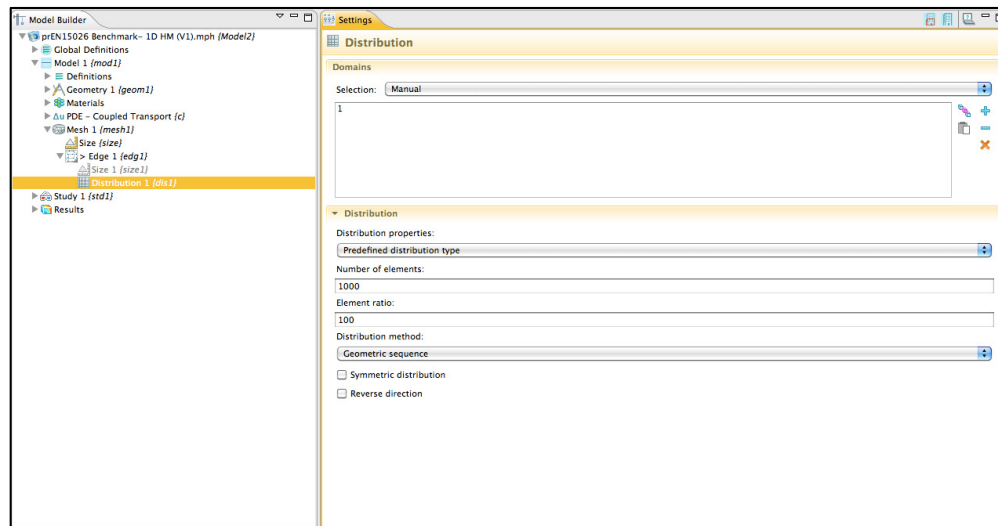 Model Builder
prEN15026 Benchmark- 1D HM (V1).mph {Model2}
Global Definitions
Model 1 {mod1}
Definitions
Geometry 1 {geom1}
Materials
Δu PDE - Coupled Transport {c}
Mesh 1 {mesh1}
Size {size}
> Edge 1 {edg1}
Size 1 {size1}
Distribution 1 {dis1}
Study 1 {std1}
Results
Settings
Distribution
Domains
Selection: Manual
1
Distribution
Distribution properties:
Predefined distribution type
Number of elements:
1000
Element ratio:
100
Distribution method:
Geometric sequence
Symmetric distribution
Reverse direction